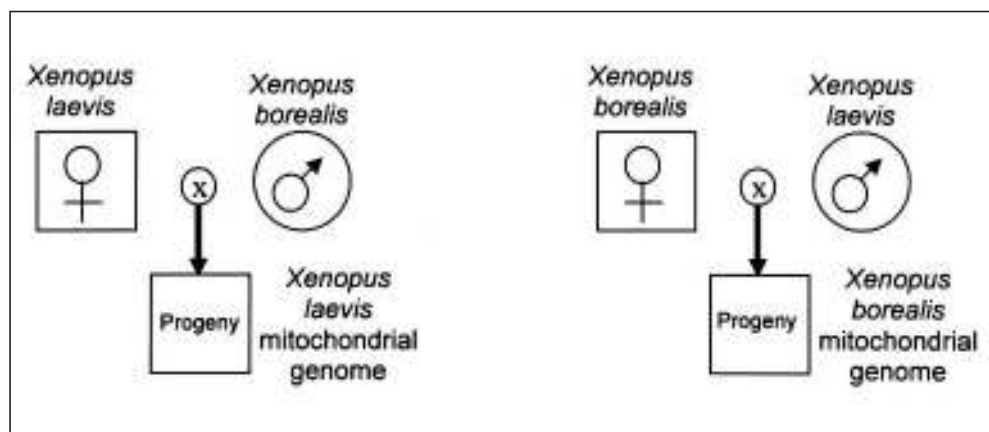 Xenopus
laevis
Xenopus
borealis
x
Progeny
Xenopus
laevis
mitochondrial
genome
Xenopus
borealis
Xenopus
laevis
x
Progeny
Xenopus
borealis
mitochondrial
genome